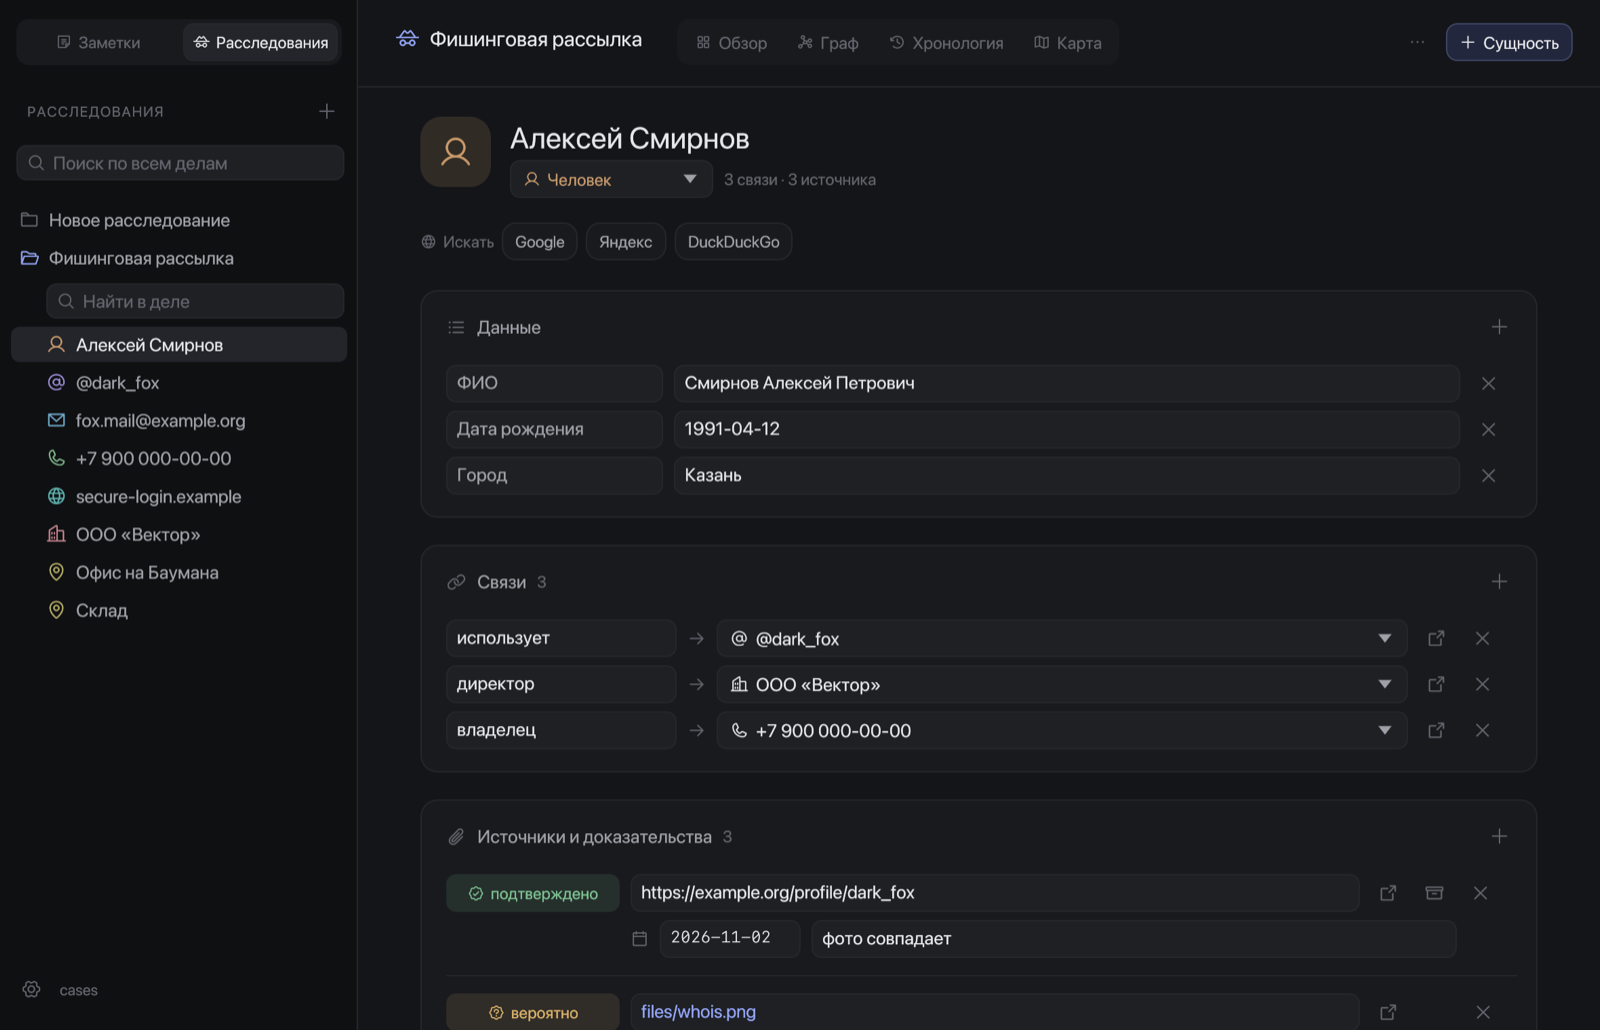 Заметки
Расследования
Фишинговая рассылка
Обзор
Граф
Хронология
Карта
Сущность
РАССЛЕДОВАНИЯ
Поиск по всем делам
Новое расследование
Фишинговая рассылка
Найти в деле
Алексей Смирнов
@dark_fox
fox.mail@example.org
+7 900 000-00-00
secure-login.example
ООО «Вектор»
Офис на Баумана
Склад
cases
Алексей Смирнов
Человек
3 связи · 3 источника
Искать
Google
Яндекс
DuckDuckGo
Данные
ФИО
Смирнов Алексей Петрович
Дата рождения
1991-04-12
Город
Казань
Связи 3
использует
@dark_fox
директор
ООО «Вектор»
владелец
+7 900 000-00-00
Источники и доказательства 3
подтверждено
https://example.org/profile/dark_fox
2026-11-02
фото совпадает
вероятно
files/whois.png